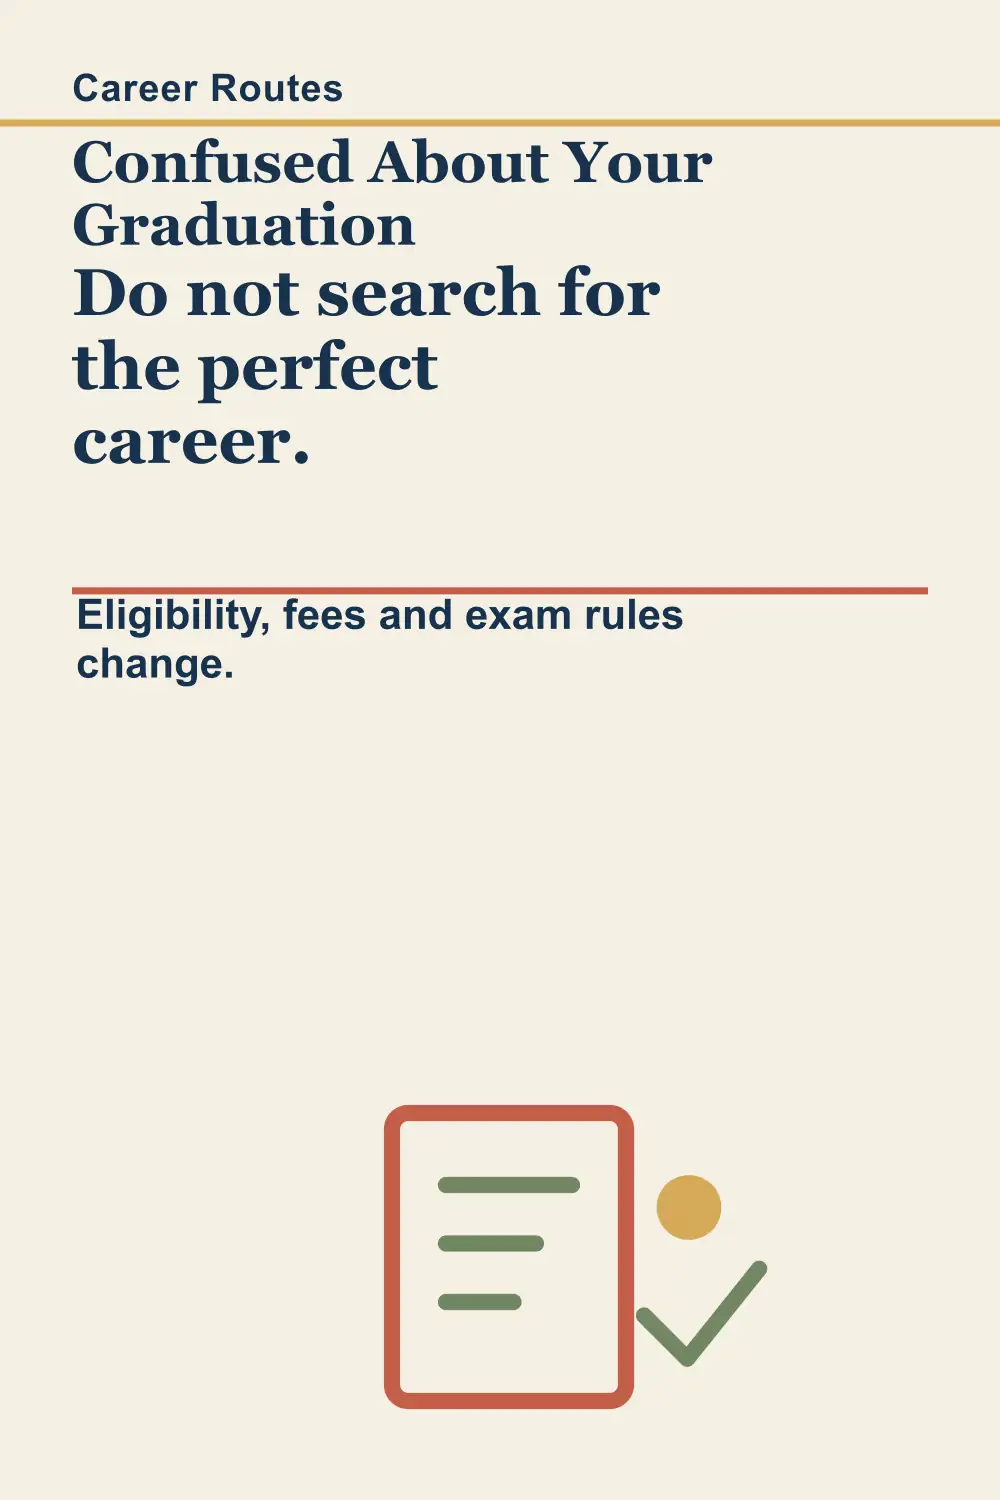 Career Routes
Confused About Your
Graduation
Do not search for
the perfect
career.
Eligibility, fees and exam rules
change.